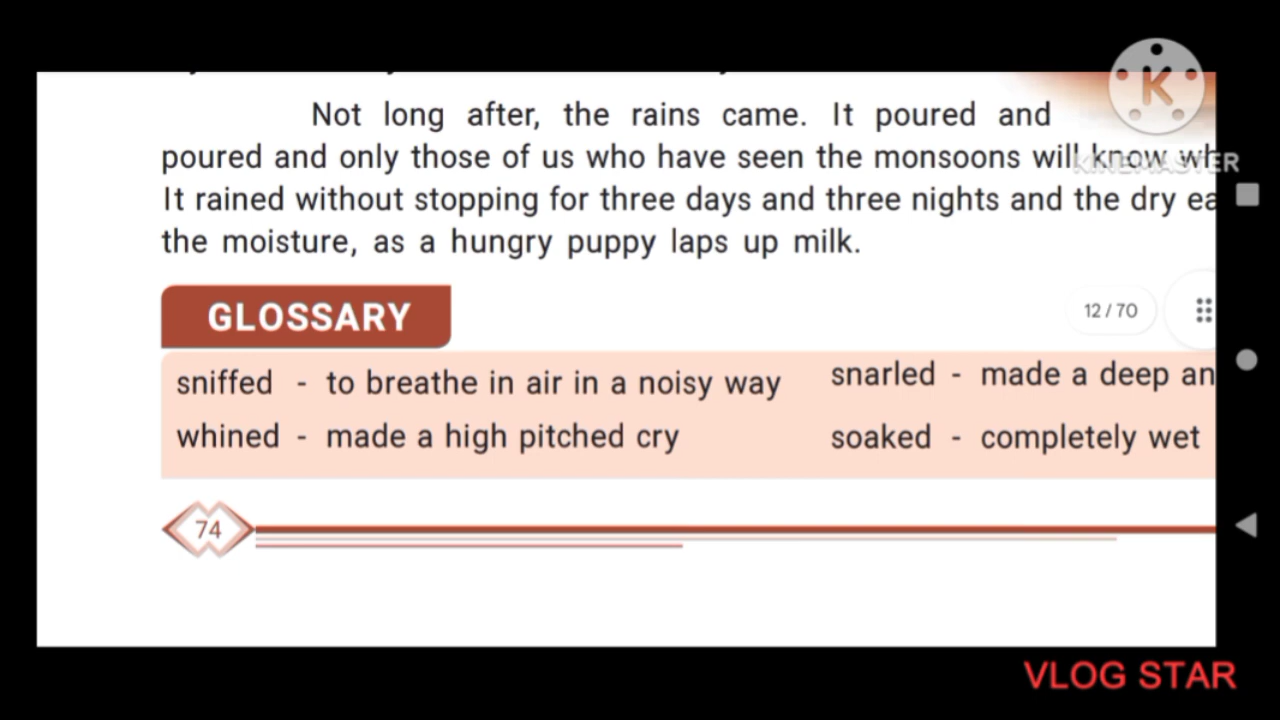 Not long after, the rains came. It poured and
poured and only those of us who have seen the monsoons will know
It rained without stopping for three days and three nights and the dry
the moisture, as a hungry puppy laps up milk.
K
KINEMASTER
GLOSSARY
12 / 70
sniffed - to breathe in air in a noisy way
snarled - made a deep
whined - made a high pitched cry
soaked - completely wet
74
VLOG STAR